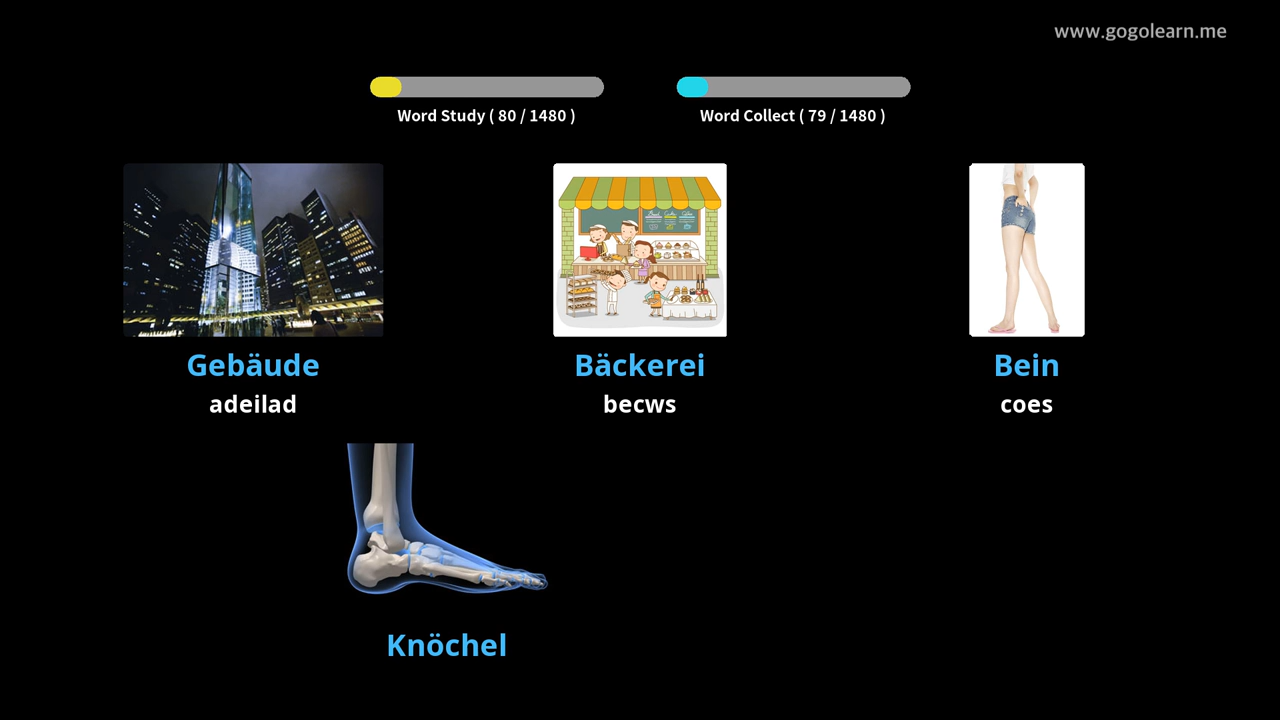 www.gogolearn.me
Word Study ( 80 / 1480 )
Word Collect ( 79 / 1480 )
Gebäude
adeilad
Bäckerei
becws
Bein
coes
Knöchel